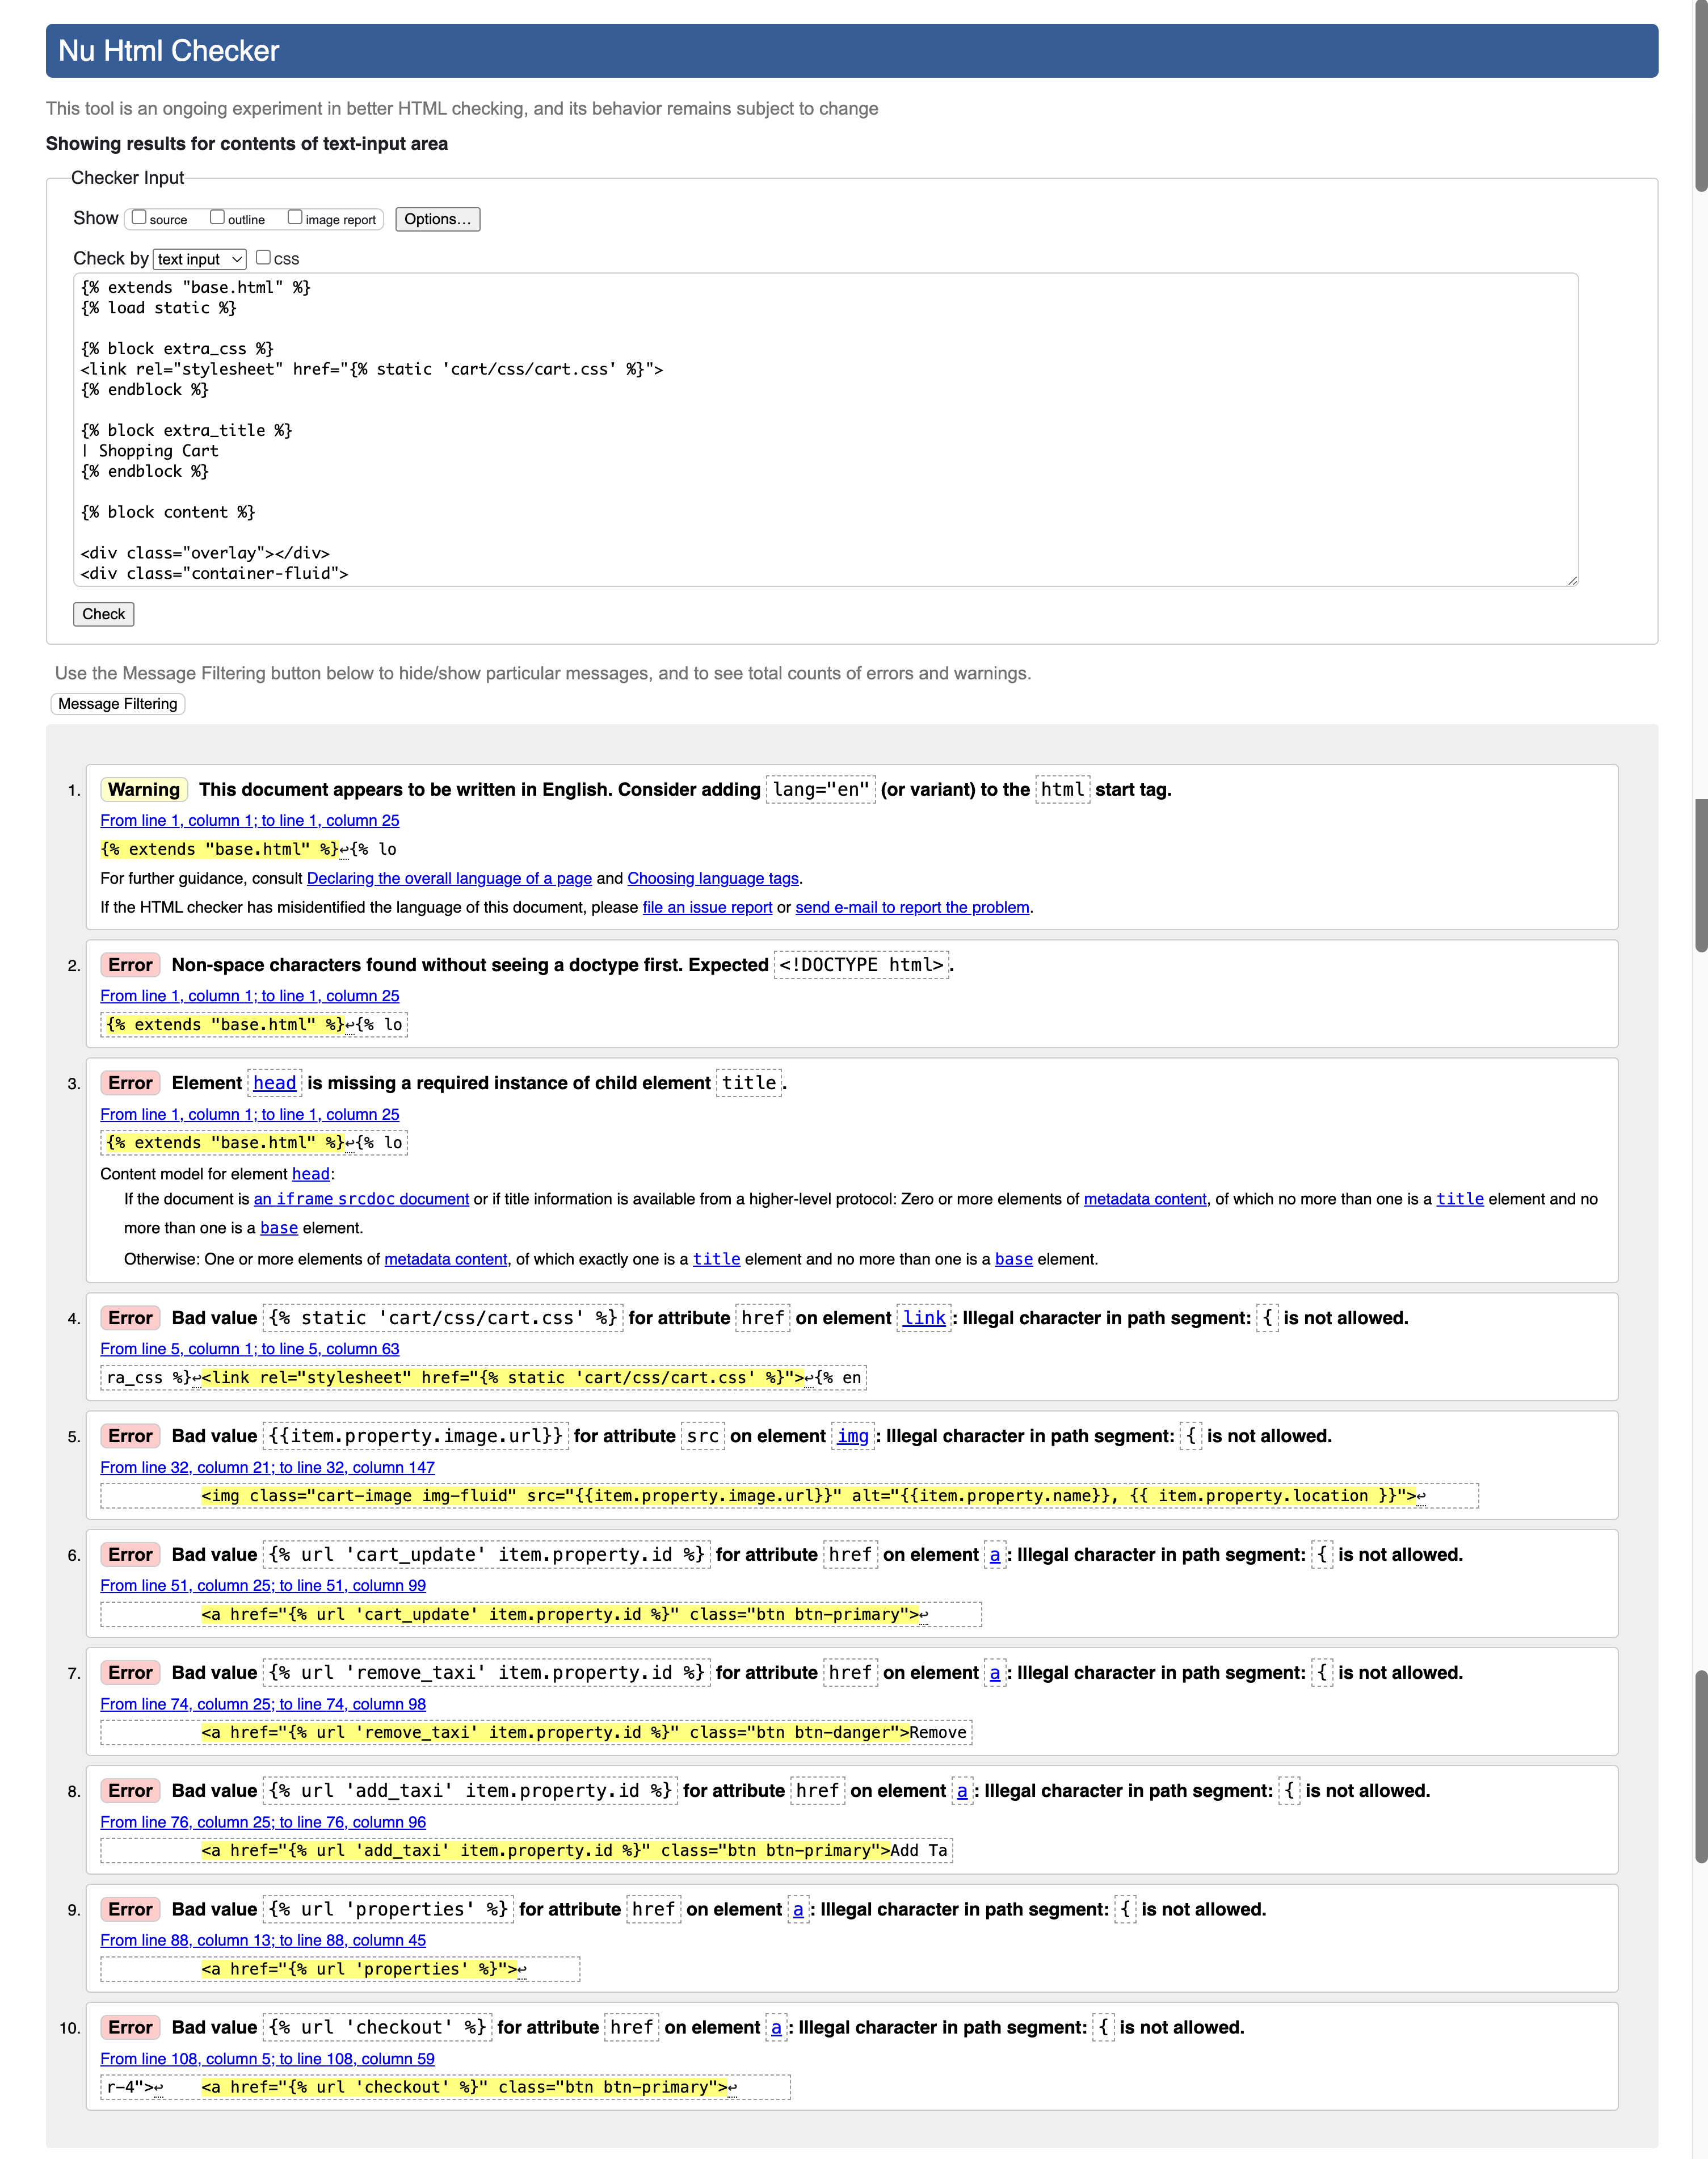 Nu Html Checker
This tool is an ongoing experiment in better HTML checking, and its behavior remains subject to change
Showing results for contents of text-input area
Checker Input
Show source outline image report Options...
Check by text input css
{% extends "base.html" %}
{% load static %}
{% block extra_css %}
<link rel="stylesheet" href="{% static 'cart/css/cart.css' %}">
{% endblock %}
{% block extra_title %}
| Shopping Cart
{% endblock %}
{% block content %}
<div class="overlay"></div>
<div class="container-fluid">
Check
Use the Message Filtering button below to hide/show particular messages, and to see total counts of errors and warnings.
Message Filtering
1. Warning This document appears to be written in English. Consider adding lang="en" (or variant) to the html start tag.
From line 1, column 1; to line 1, column 25
{% extends "base.html" %}↩{% lo
For further guidance, consult Declaring the overall language of a page and Choosing language tags.
If the HTML checker has misidentified the language of this document, please file an issue report or send e-mail to report the problem.
2. Error Non-space characters found without seeing a doctype first. Expected <!DOCTYPE html>.
From line 1, column 1; to line 1, column 25
{% extends "base.html" %}↩{% lo
3. Error Element head is missing a required instance of child element title.
From line 1, column 1; to line 1, column 25
{% extends "base.html" %}↩{% lo
Content model for element head:
If the document is an iframe srcdoc document or if title information is available from a higher-level protocol: Zero or more elements of metadata content, of which no more than one is a title element and no
more than one is a base element.
Otherwise: One or more elements of metadata content, of which exactly one is a title element and no more than one is a base element.
4. Error Bad value {% static 'cart/css/cart.css' %} for attribute href on element link: Illegal character in path segment: { is not allowed.
From line 5, column 1; to line 5, column 63
ra_css %}↩<link rel="stylesheet" href="{% static 'cart/css/cart.css' %}">↩{% en
5. Error Bad value {{item.property.image.url}} for attribute src on element img: Illegal character in path segment: { is not allowed.
From line 32, column 21; to line 32, column 147
<img class="cart-image img-fluid" src="{{item.property.image.url}}" alt="{{item.property.name}}, {{ item.property.location }}">↩
6. Error Bad value {% url 'cart_update' item.property.id %} for attribute href on element a: Illegal character in path segment: { is not allowed.
From line 51, column 25; to line 51, column 99
<a href="{% url 'cart_update' item.property.id %}" class="btn btn-primary">↩
7. Error Bad value {% url 'remove_taxi' item.property.id %} for attribute href on element a: Illegal character in path segment: { is not allowed.
From line 74, column 25; to line 74, column 98
<a href="{% url 'remove_taxi' item.property.id %}" class="btn btn-danger">Remove
8. Error Bad value {% url 'add_taxi' item.property.id %} for attribute href on element a: Illegal character in path segment: { is not allowed.
From line 76, column 25; to line 76, column 96
<a href="{% url 'add_taxi' item.property.id %}" class="btn btn-primary">Add Ta
9. Error Bad value {% url 'properties' %} for attribute href on element a: Illegal character in path segment: { is not allowed.
From line 88, column 13; to line 88, column 45
<a href="{% url 'properties' %}">↩
10. Error Bad value {% url 'checkout' %} for attribute href on element a: Illegal character in path segment: { is not allowed.
From line 108, column 5; to line 108, column 59
r-4">↩ <a href="{% url 'checkout' %}" class="btn btn-primary">↩